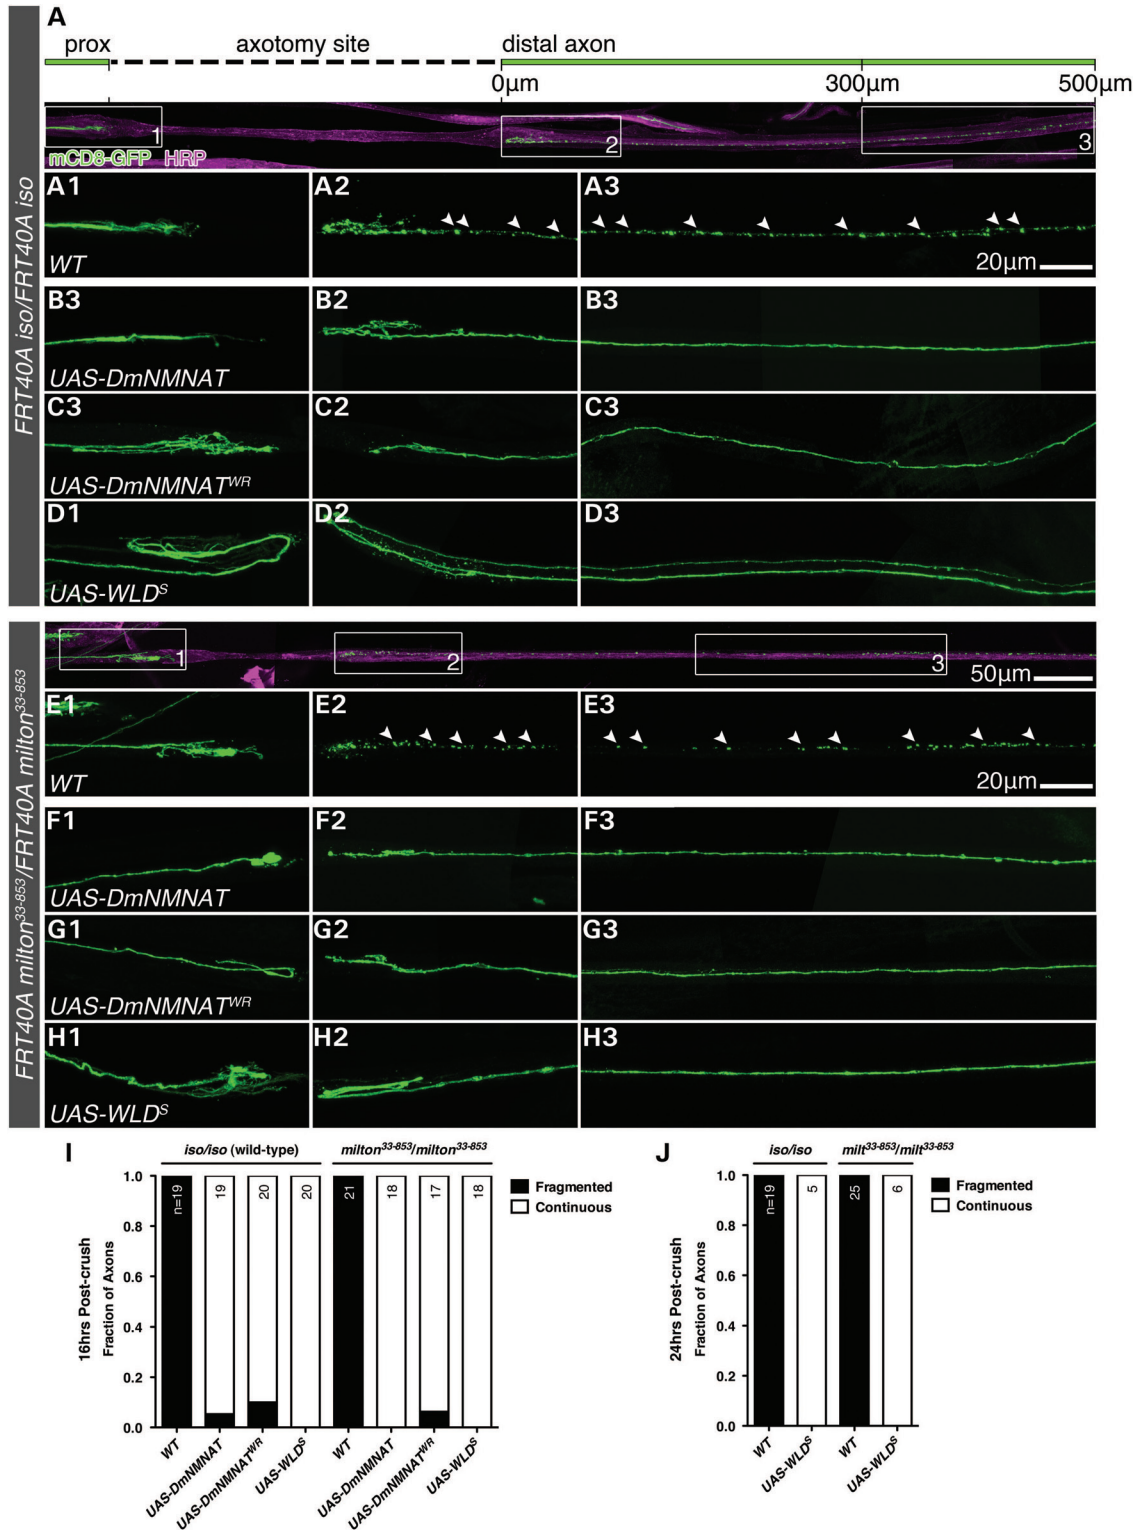 A
prox axotomy site distal axon
0µm 300µm 500µm
1 2 3
mCD8-GFP HRP
FRT40A iso/FRT40A iso
A1 A2 A3
WT 20µm
B3 B2 B3
UAS-DmNMNAT
C3 C2 C3
UAS-DmNMNAT^WR
D1 D2 D3
UAS-WLD^S
FRT40A milton^33-853/FRT40A milton^33-853
1 2 3
50µm
E1 E2 E3
WT 20µm
F1 F2 F3
UAS-DmNMNAT
G1 G2 G3
UAS-DmNMNAT^WR
H1 H2 H3
UAS-WLD^S
I
iso/iso (wild-type) milton^33-853/milton^33-853
Fragmented
Continuous
16hrs Post-crush
Fraction of Axons
1.0
0.8
0.6
0.4
0.2
0.0
n=19 19 20 20 21 18 17 18
WT UAS-DmNMNAT UAS-DmNMNAT^WR UAS-WLD^S WT UAS-DmNMNAT UAS-DmNMNAT^WR UAS-WLD^S
J
iso/iso milt^33-853/milt^33-853
Fragmented
Continuous
24hrs Post-crush
Fraction of Axons
1.0
0.8
0.6
0.4
0.2
0.0
n=19 5 25 6
WT UAS-WLD^S WT UAS-WLD^S